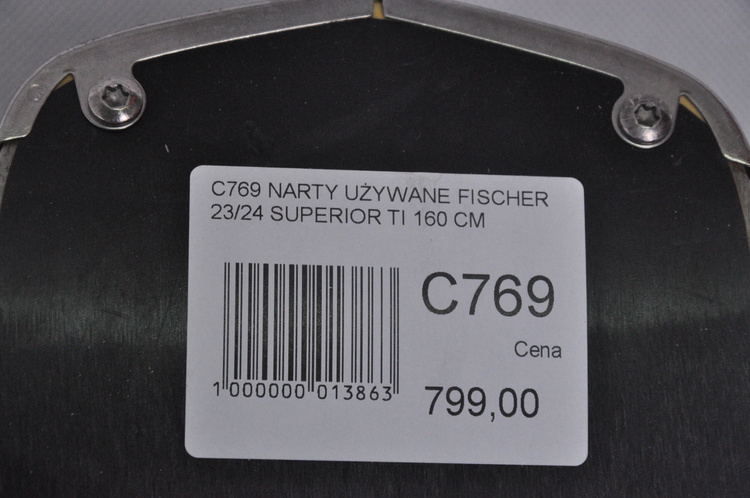 C769 NARTY UŻYWANE FISCHER
23/24 SUPERIOR TI 160 CM
C769
Cena
1 000000 013863
799,00